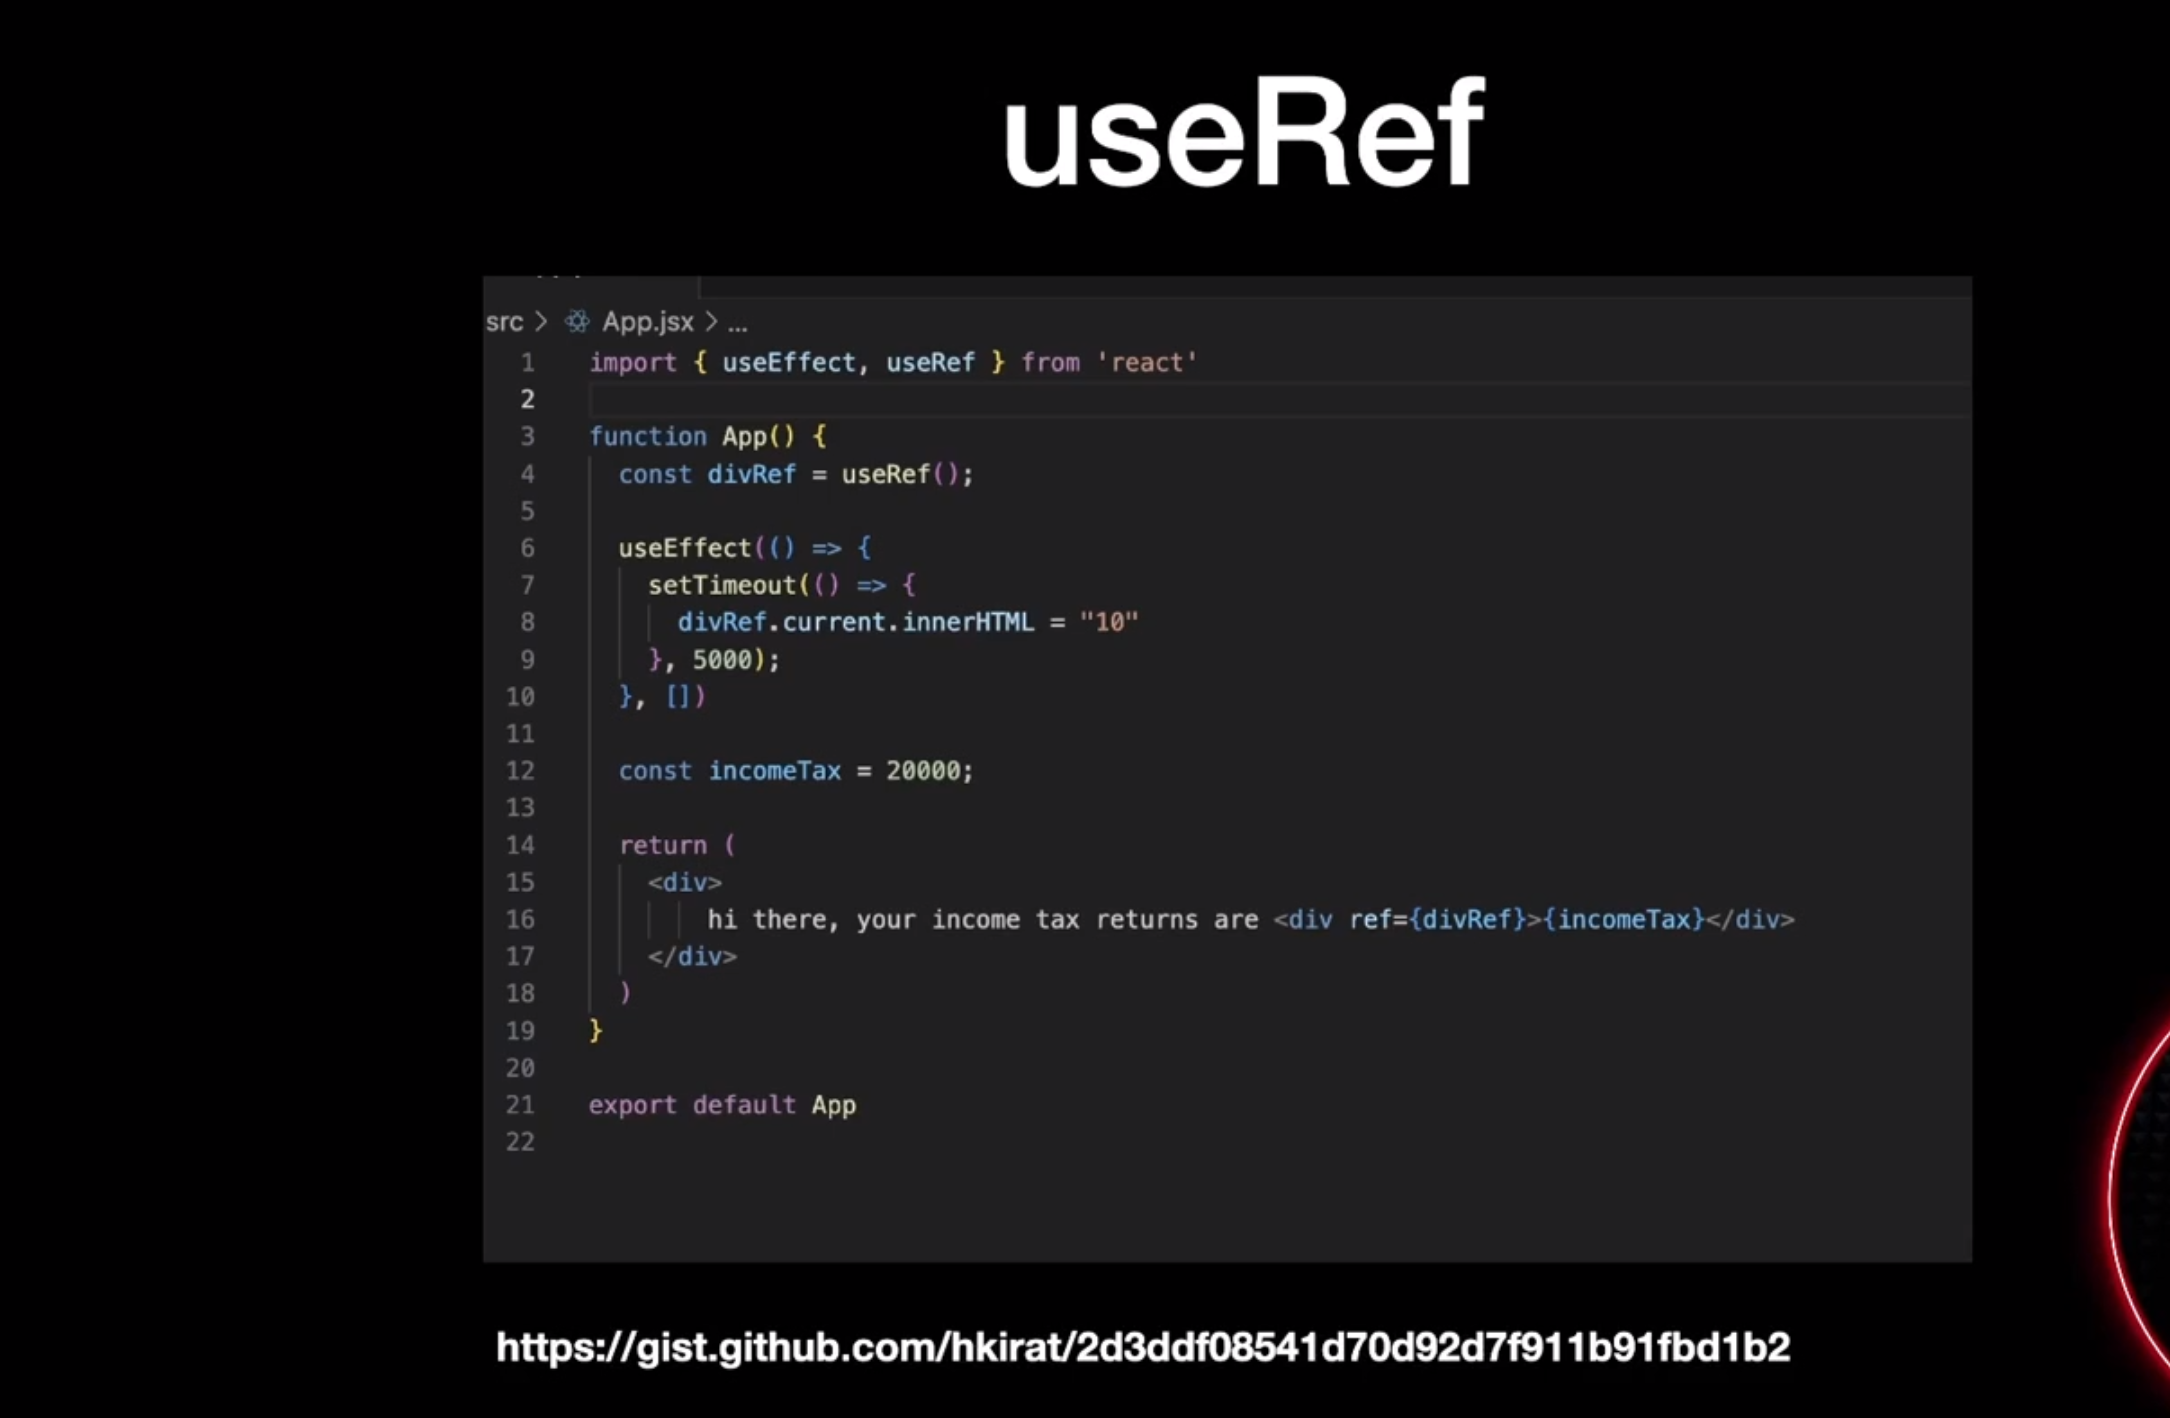 useRef
src > App.jsx > ...
1 import { useEffect, useRef } from 'react'
2
3 function App() {
4 const divRef = useRef();
5
6 useEffect(() => {
7 setTimeout(() => {
8 divRef.current.innerHTML = "10"
9 }, 5000);
10 }, [])
11
12 const incomeTax = 20000;
13
14 return (
15 <div>
16 hi there, your income tax returns are <div ref={divRef}>{incomeTax}</div>
17 </div>
18 )
19 }
20
21 export default App
22
https://gist.github.com/hkirat/2d3ddf08541d70d92d7f911b91fbd1b2